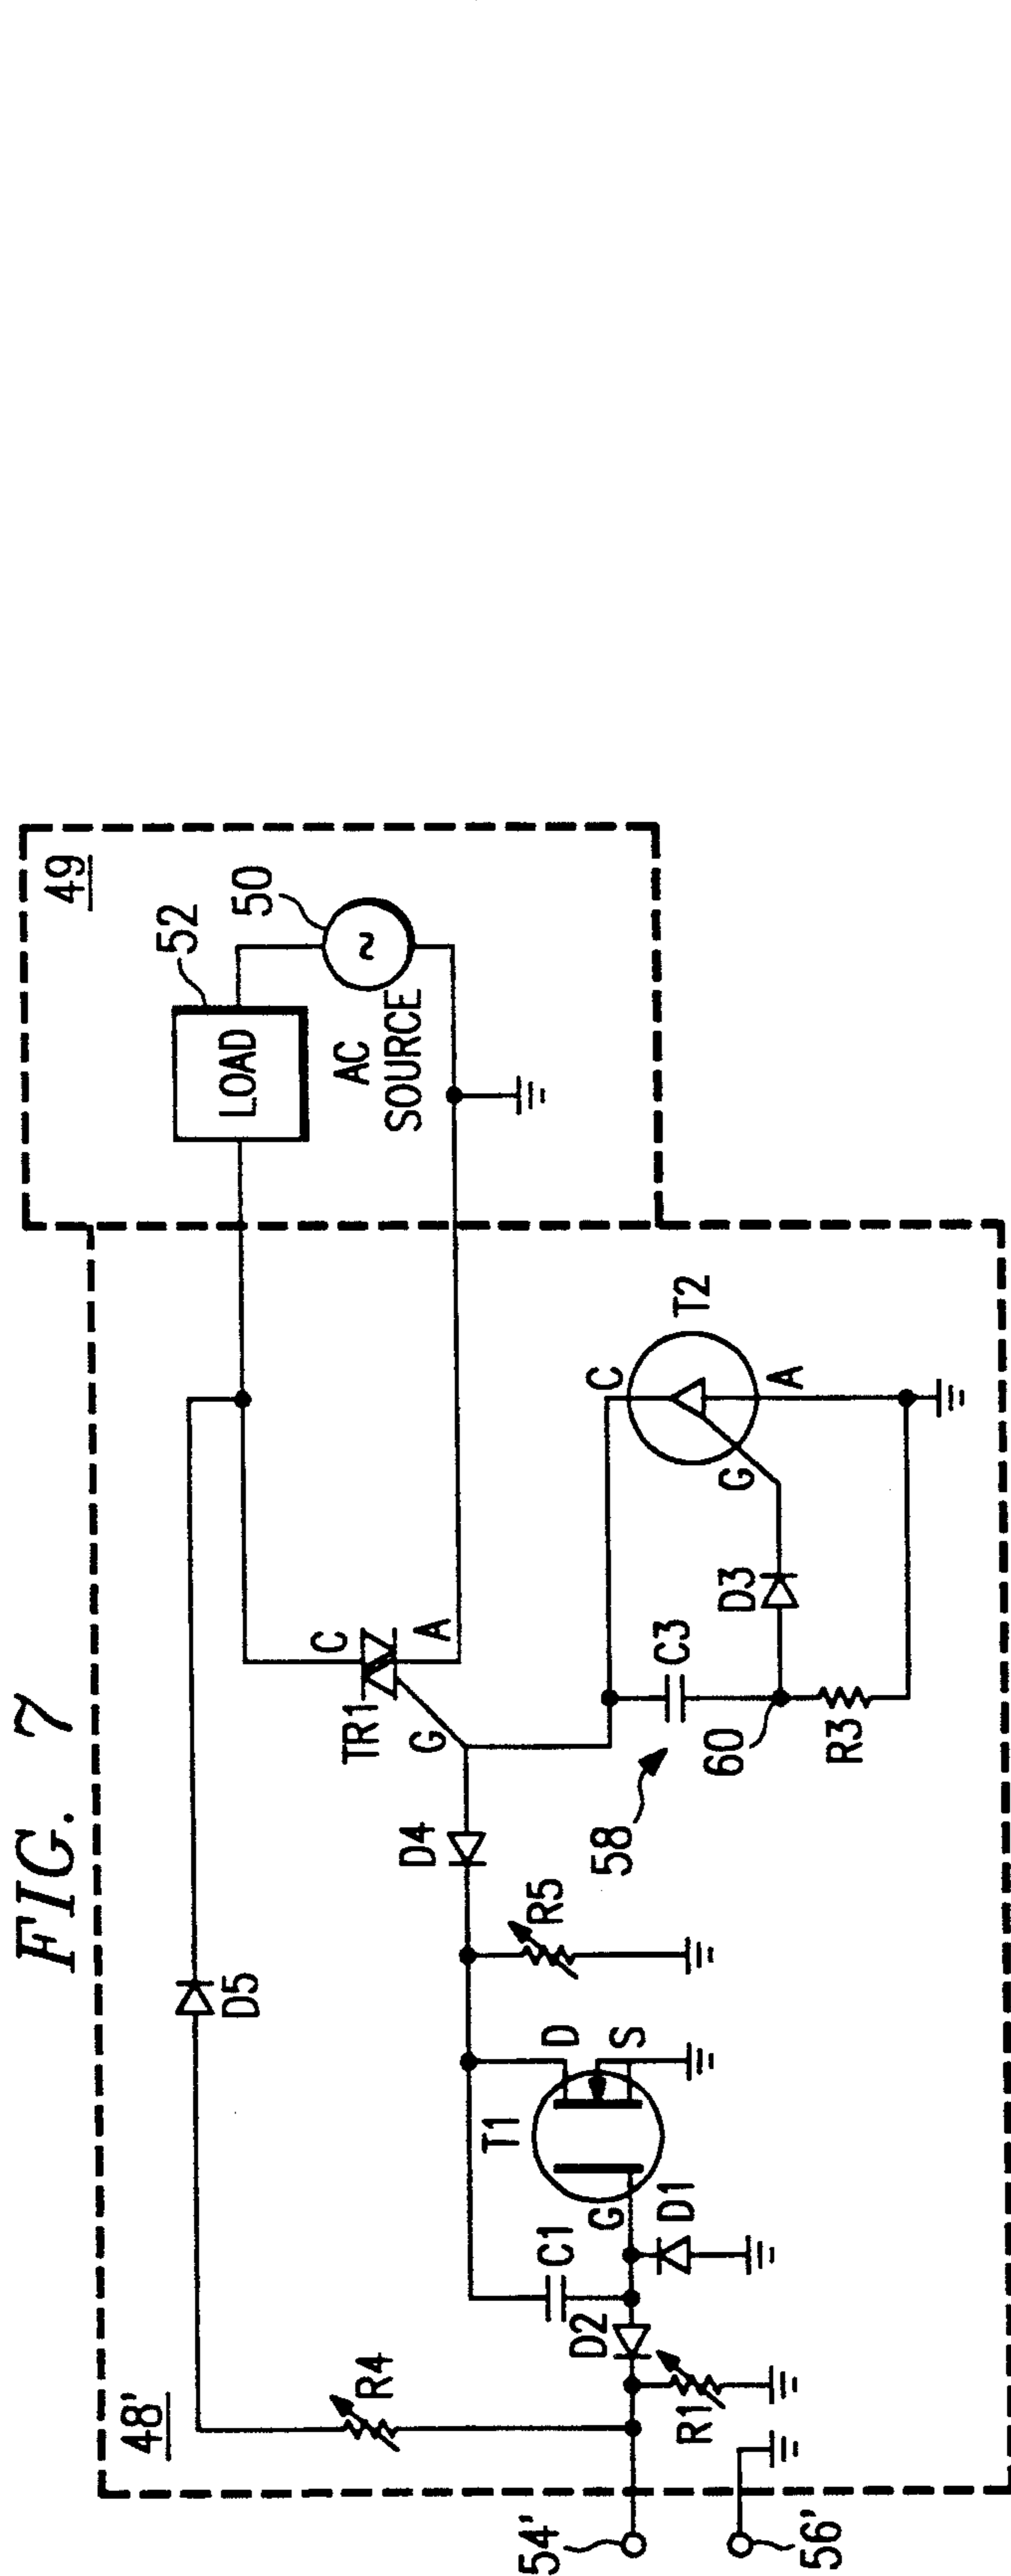 FIG. 7
48'
49
D5
R4
52
LOAD
50
~
AC
SOURCE
C
TR1
A
G
D4
R5
T1
D
S
G
C1
D1
D2
R1
54'
56'
58
C3
60
D3
R3
C
T2
G
A